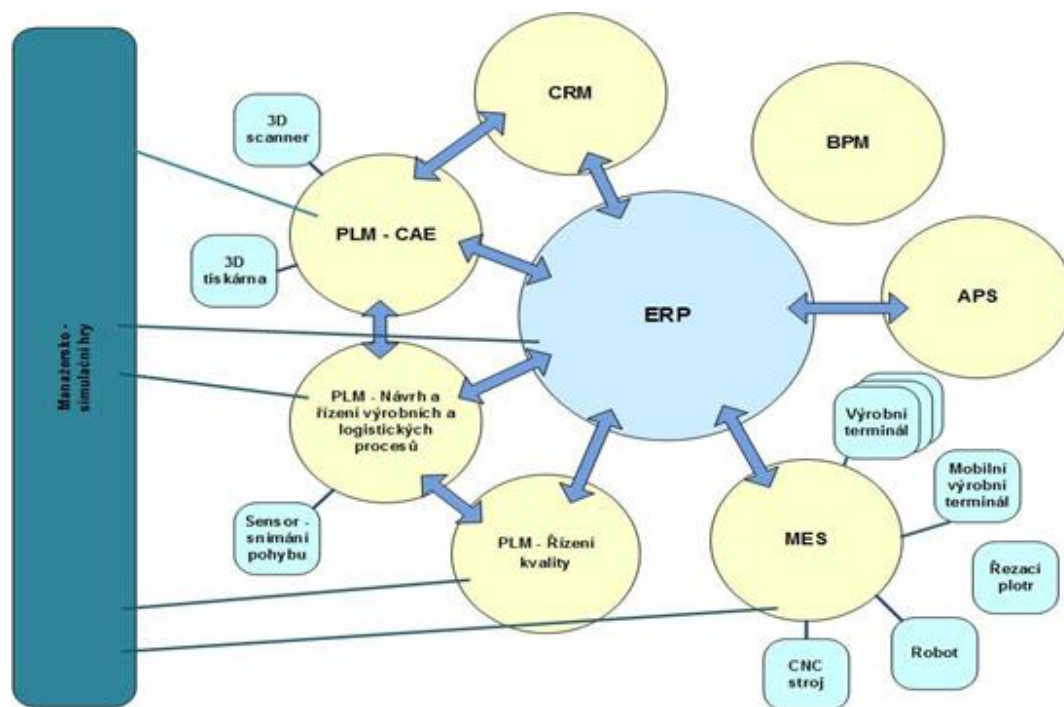 CRM
BPM
3D
scanner
PLM - CAE
3D
tiskárna
ERP
APS
Manažersko -
simulační hry
PLM - Návrh a
řízení výrobních a
logistických
procesů
Výrobní
terminál
Mobilní
výrobní
terminál
Sensor -
snímání
pohybu
PLM - Řízení
kvality
MES
Řezací
plotr
CNC
stroj
Robot